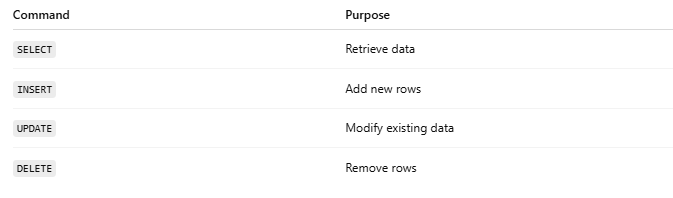 Command Purpose
SELECT Retrieve data
INSERT Add new rows
UPDATE Modify existing data
DELETE Remove rows